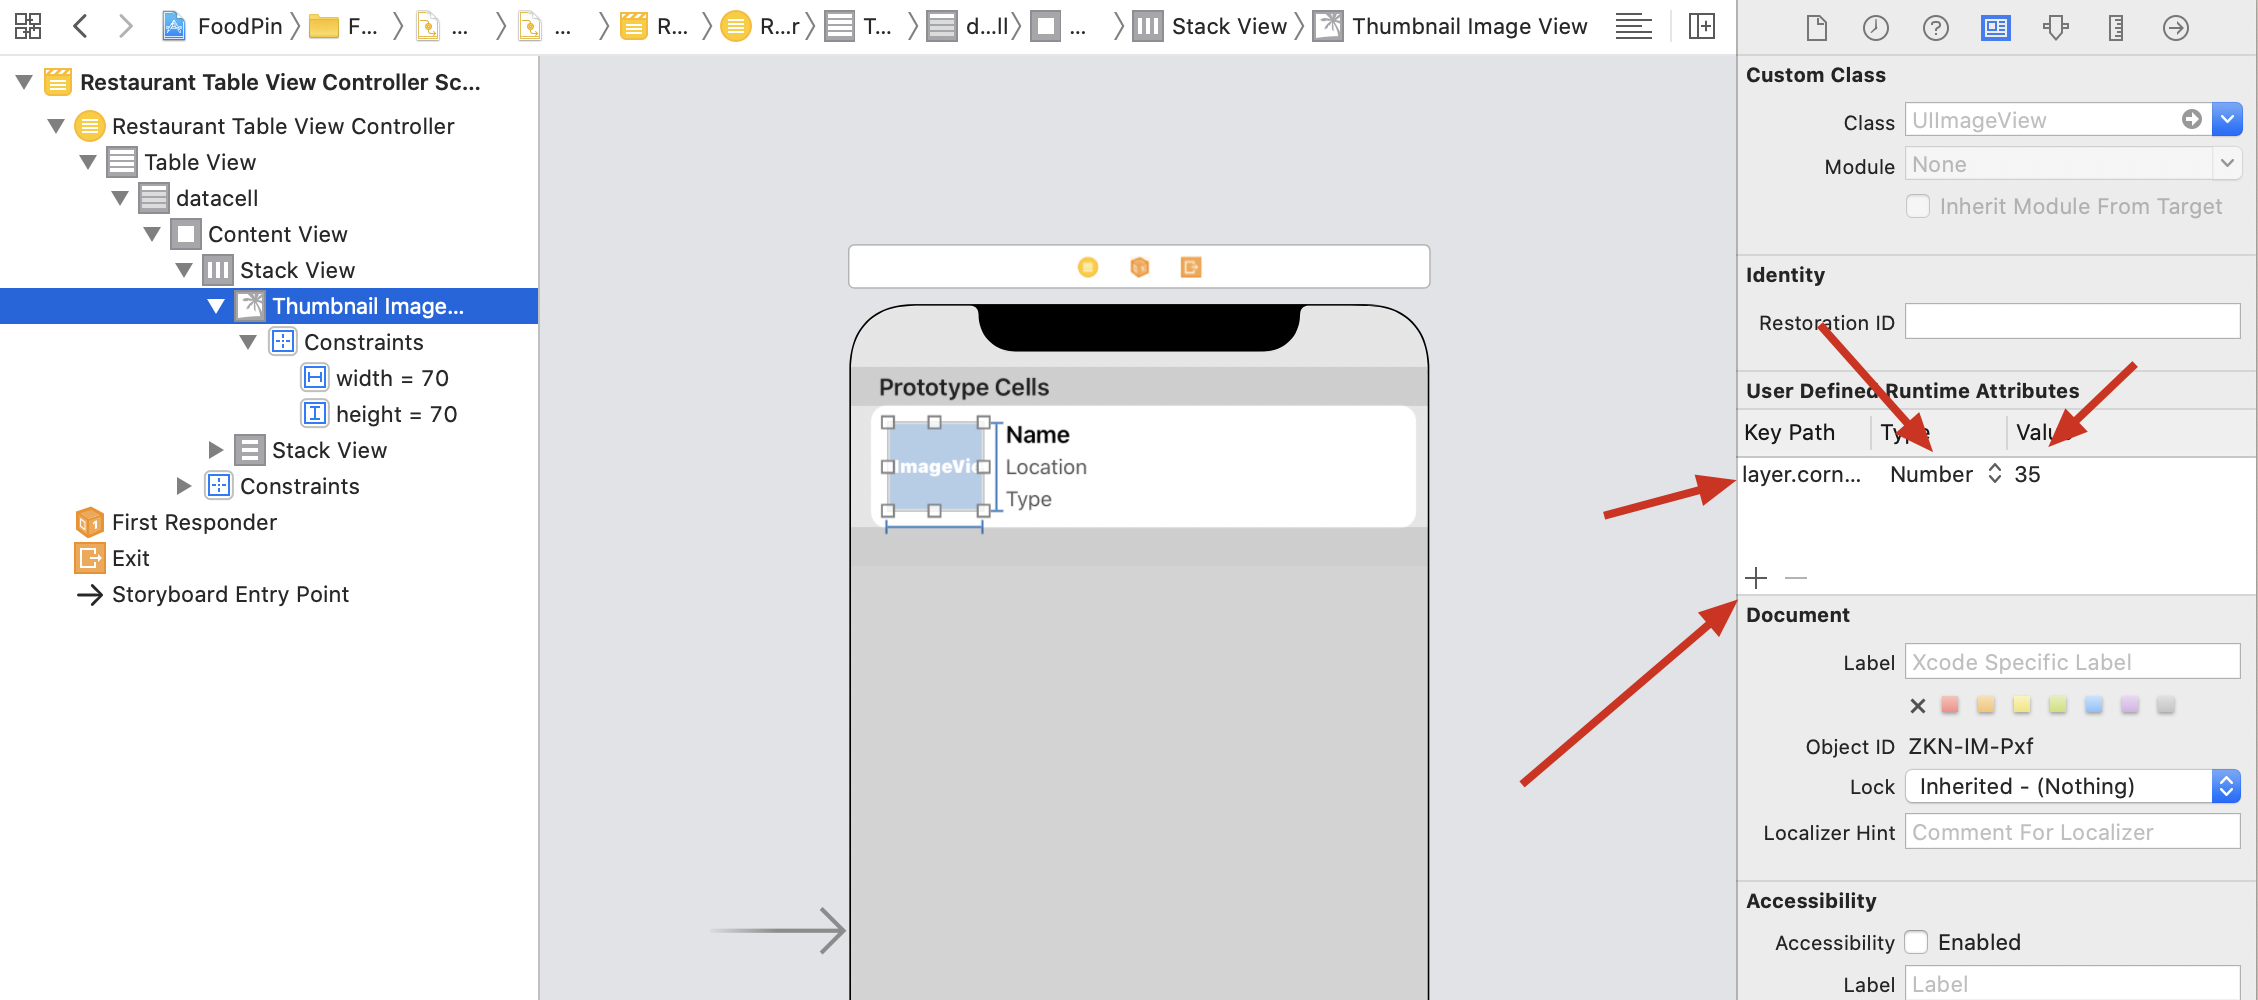 FoodPin F... ... ... R... R...r T... d...ll ... Stack View Thumbnail Image View
Restaurant Table View Controller Sc...
Restaurant Table View Controller
Table View
datacell
Content View
Stack View
Thumbnail Image...
Constraints
width = 70
height = 70
Stack View
Constraints
First Responder
Exit
Storyboard Entry Point
Prototype Cells
ImageVie
Name
Location
Type
Custom Class
Class UIImageView
Module None
Inherit Module From Target
Identity
Restoration ID
User Defined Runtime Attributes
Key Path Type Value
layer.corn... Number 35
Document
Label Xcode Specific Label
Object ID ZKN-IM-Pxf
Lock Inherited - (Nothing)
Localizer Hint Comment For Localizer
Accessibility
Accessibility Enabled
Label Label